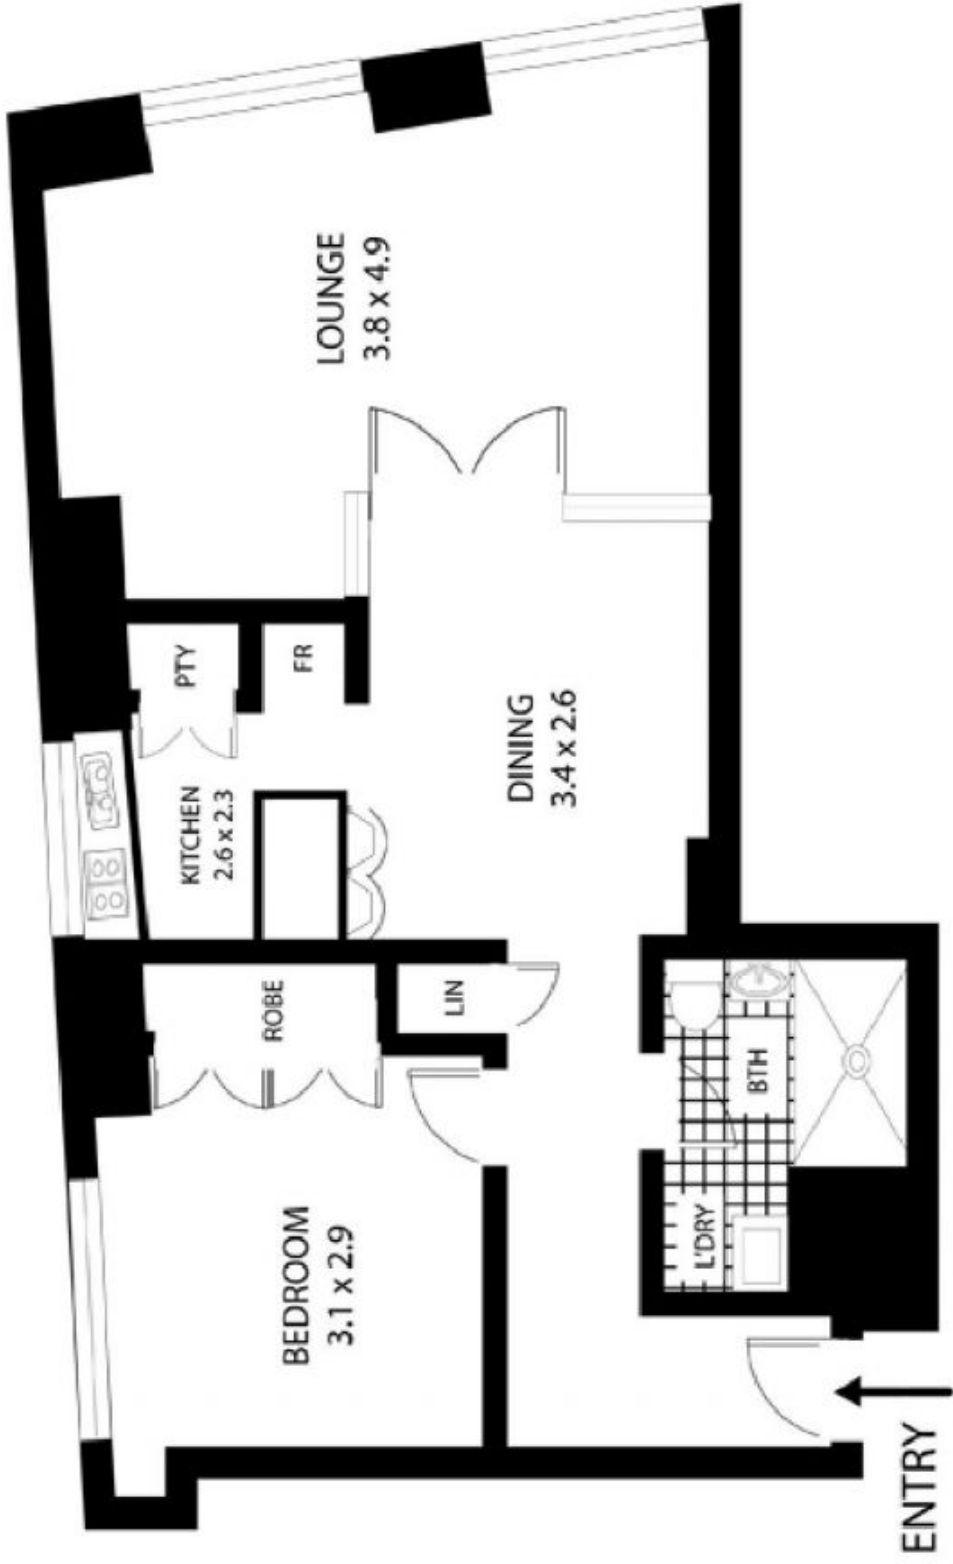 LOUNGE
3.8 x 4.9
PTY
FR
KITCHEN
2.6 x 2.3
DINING
3.4 x 2.6
ROBE
LIN
BTH
BEDROOM
3.1 x 2.9
L'DRY
ENTRY